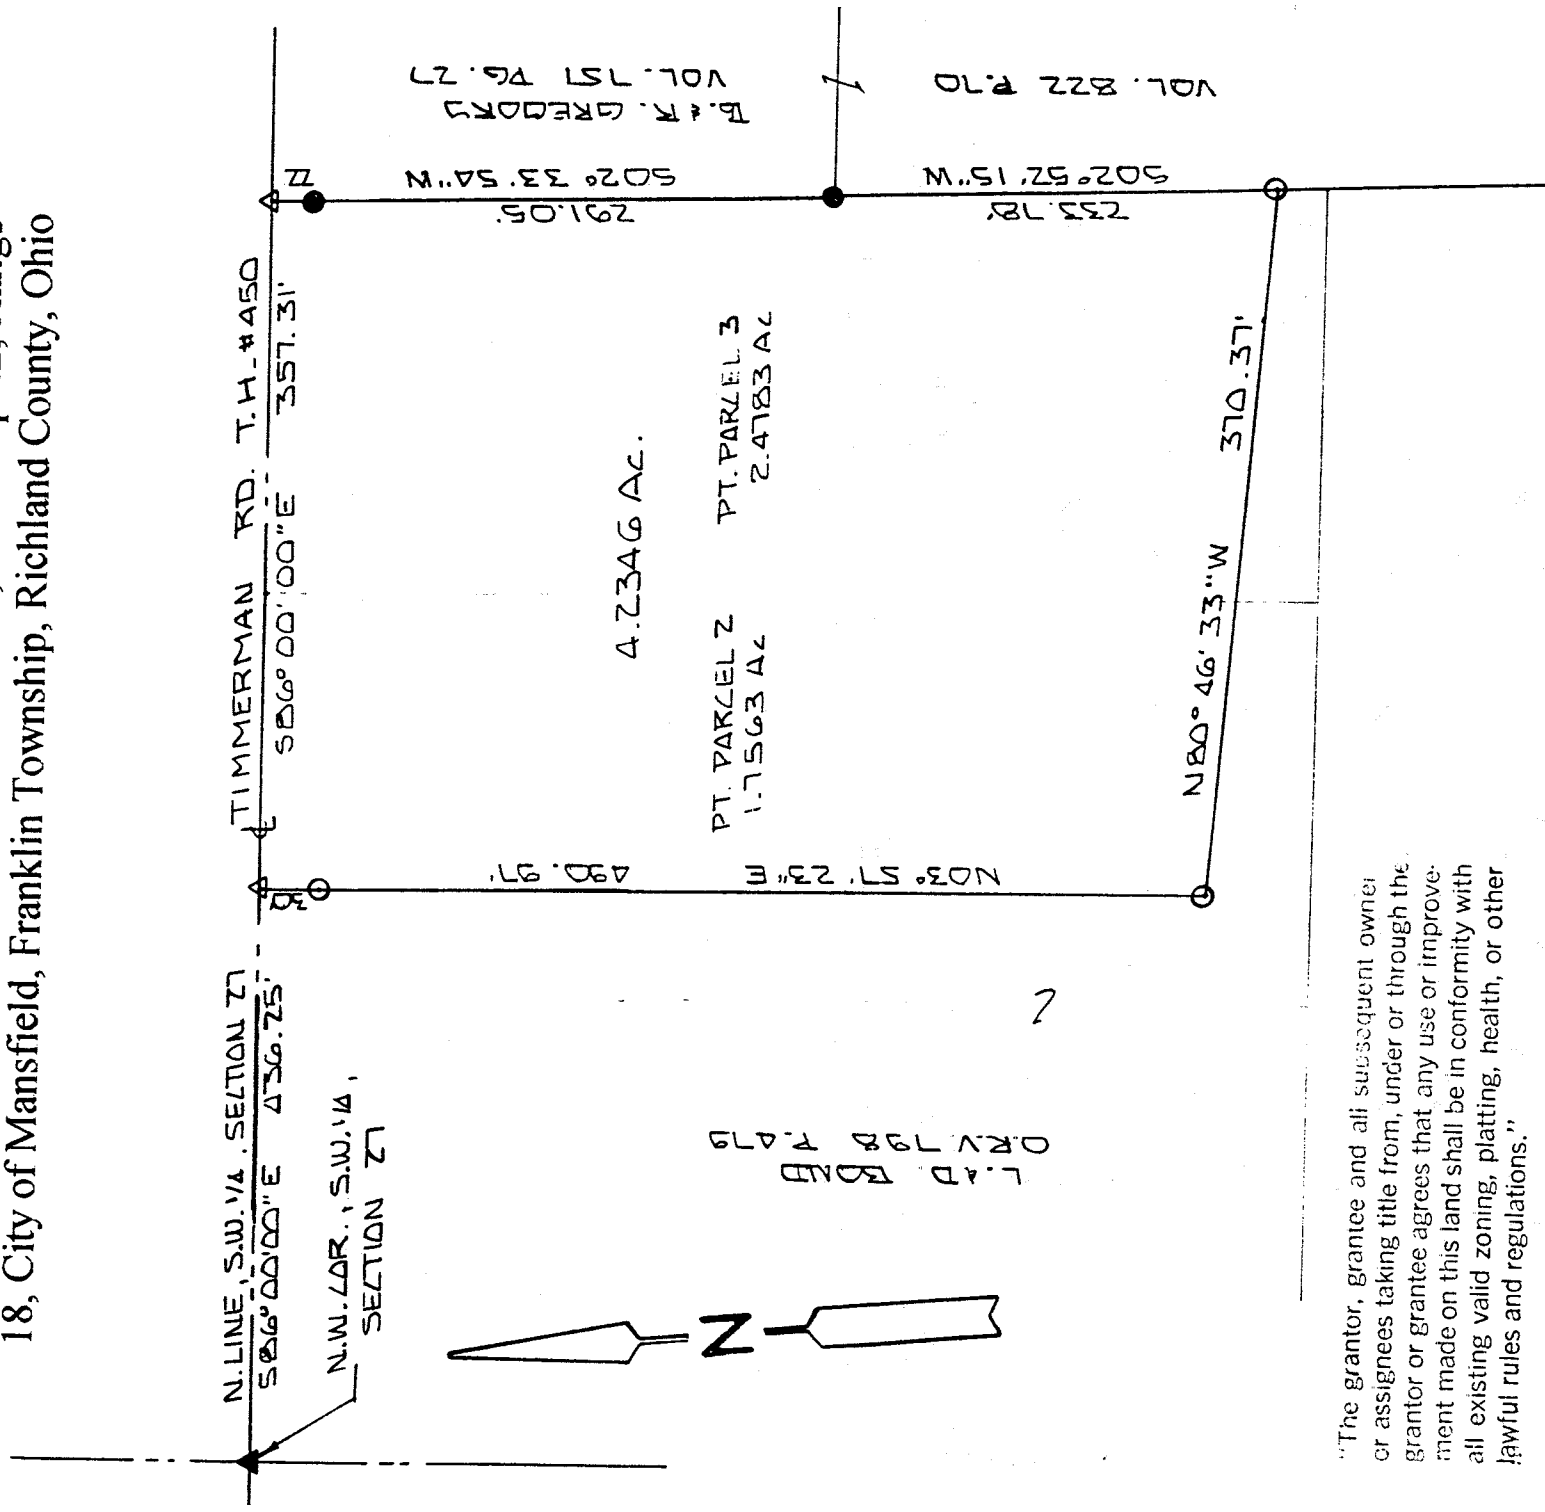 18, City of Mansfield, Franklin Township, Richland County, Ohio
N. LINE, S.W. 1/4, SECTION 27
S86°00'00"E 436.25'
N.W. COR., S.W. 1/4,
SECTION 27
TIMMERMAN RD. T.H. #450
S86°00'00"E 357.31'
30'
22
N03° 57' 23"E 490.97'
S02° 33' 54"W
291.05'
S02° 52' 15"W
233.78'
B. & R. GREGORY
VOL. 757 PG. 27
VOL. 822 P.70
4.2346 AC.
PT. PARCEL 2
1.7563 AC
PT. PARCEL 3
2.4783 AC
N80° 46' 33"W 370.37'
L. & D. BOND
O.R.V. 798 P.479
N
"The grantor, grantee and all subsequent owner
or assignees taking title from, under or through the
grantor or grantee agrees that any use or improve-
ment made on this land shall be in conformity with
all existing valid zoning, platting, health, or other
lawful rules and regulations."